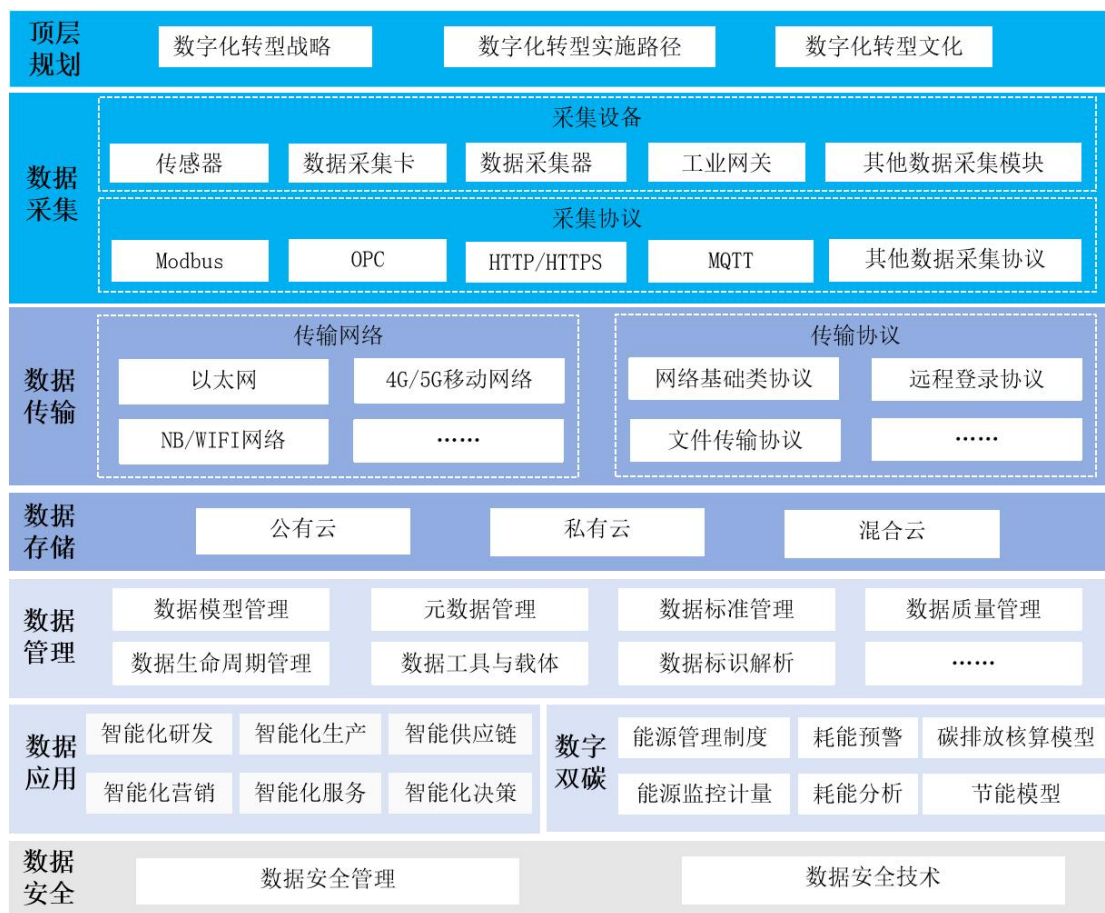 顶层
规划
数字化转型战略 数字化转型实施路径 数字化转型文化
数据
采集
采集设备
传感器 数据采集卡 数据采集器 工业网关 其他数据采集模块
采集协议
Modbus OPC HTTP/HTTPS MQTT 其他数据采集协议
数据
传输
传输网络
以太网 4G/5G移动网络
NB/WIFI网络 ……
传输协议
网络基础类协议 远程登录协议
文件传输协议 ……
数据
存储
公有云 私有云 混合云
数据
管理
数据模型管理 元数据管理 数据标准管理 数据质量管理
数据生命周期管理 数据工具与载体 数据标识解析 ……
数据
应用
智能化研发 智能化生产 智能供应链
智能化营销 智能化服务 智能化决策
数字
双碳
能源管理制度 耗能预警 碳排放核算模型
能源监控计量 耗能分析 节能模型
数据
安全
数据安全管理 数据安全技术